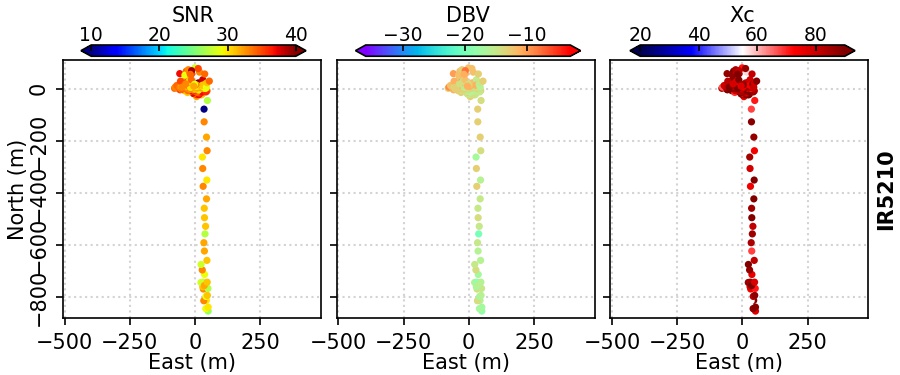 SNR DBV Xc
10 20 30 40 −30 −20 −10 20 40 60 80
North (m)
0
−200
−400
−600
−800
IR5210
−500 −250 0 250 −500 −250 0 250 −500 −250 0 250
East (m) East (m) East (m)